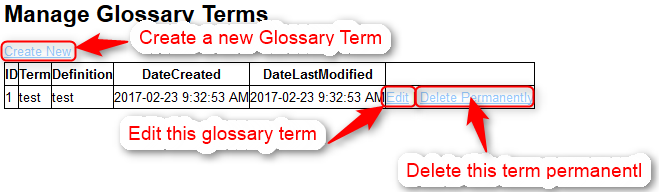 Manage Glossary Terms
Create New
Create a new Glossary Term
ID Term Definition DateCreated DateLastModified
1 test test 2017-02-23 9:32:53 AM 2017-02-23 9:32:53 AM Edit Delete Permanently
Edit this glossary term
Delete this term permanentl